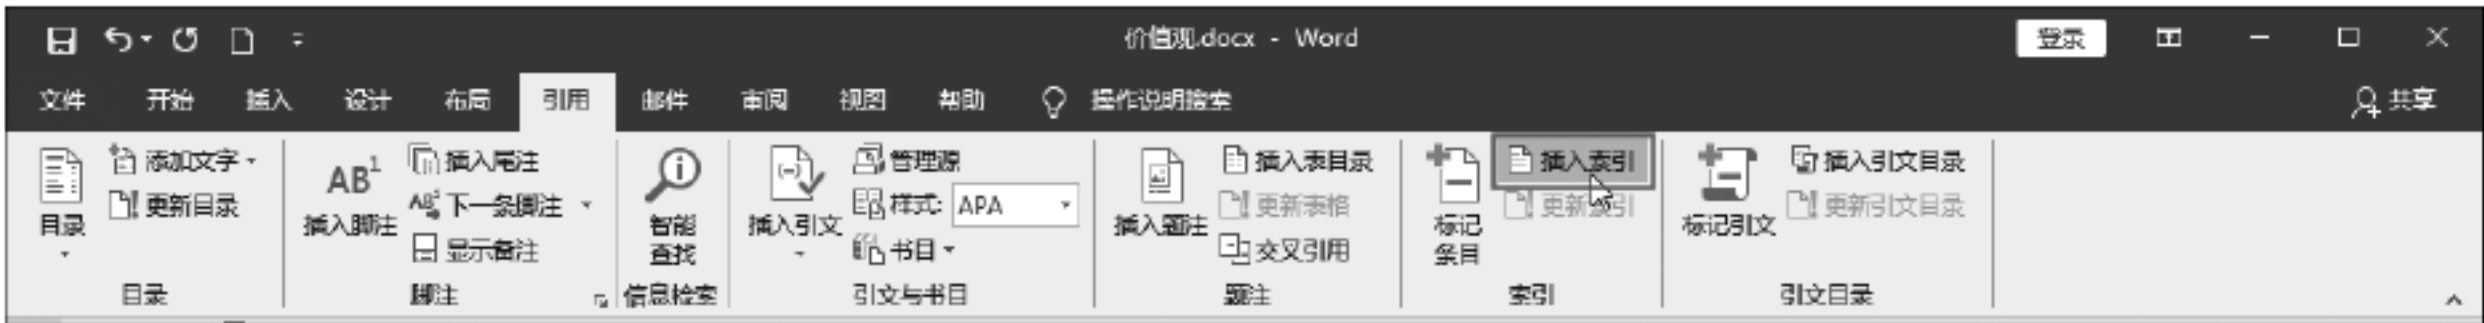 价值观.docx - Word 登录
文件 开始 插入 设计 布局 引用 邮件 审阅 视图 帮助 操作说明搜索 共享
添加文字 插入尾注 管理源 插入表目录 插入索引 插入引文目录
AB¹
更新目录 下一条脚注 样式: APA 更新表格 更新索引 更新引文目录
目录 插入脚注 智能查找 插入引文 插入题注 标记条目 标记引文
显示备注 书目 交叉引用
目录 脚注 信息检索 引文与书目 题注 索引 引文目录